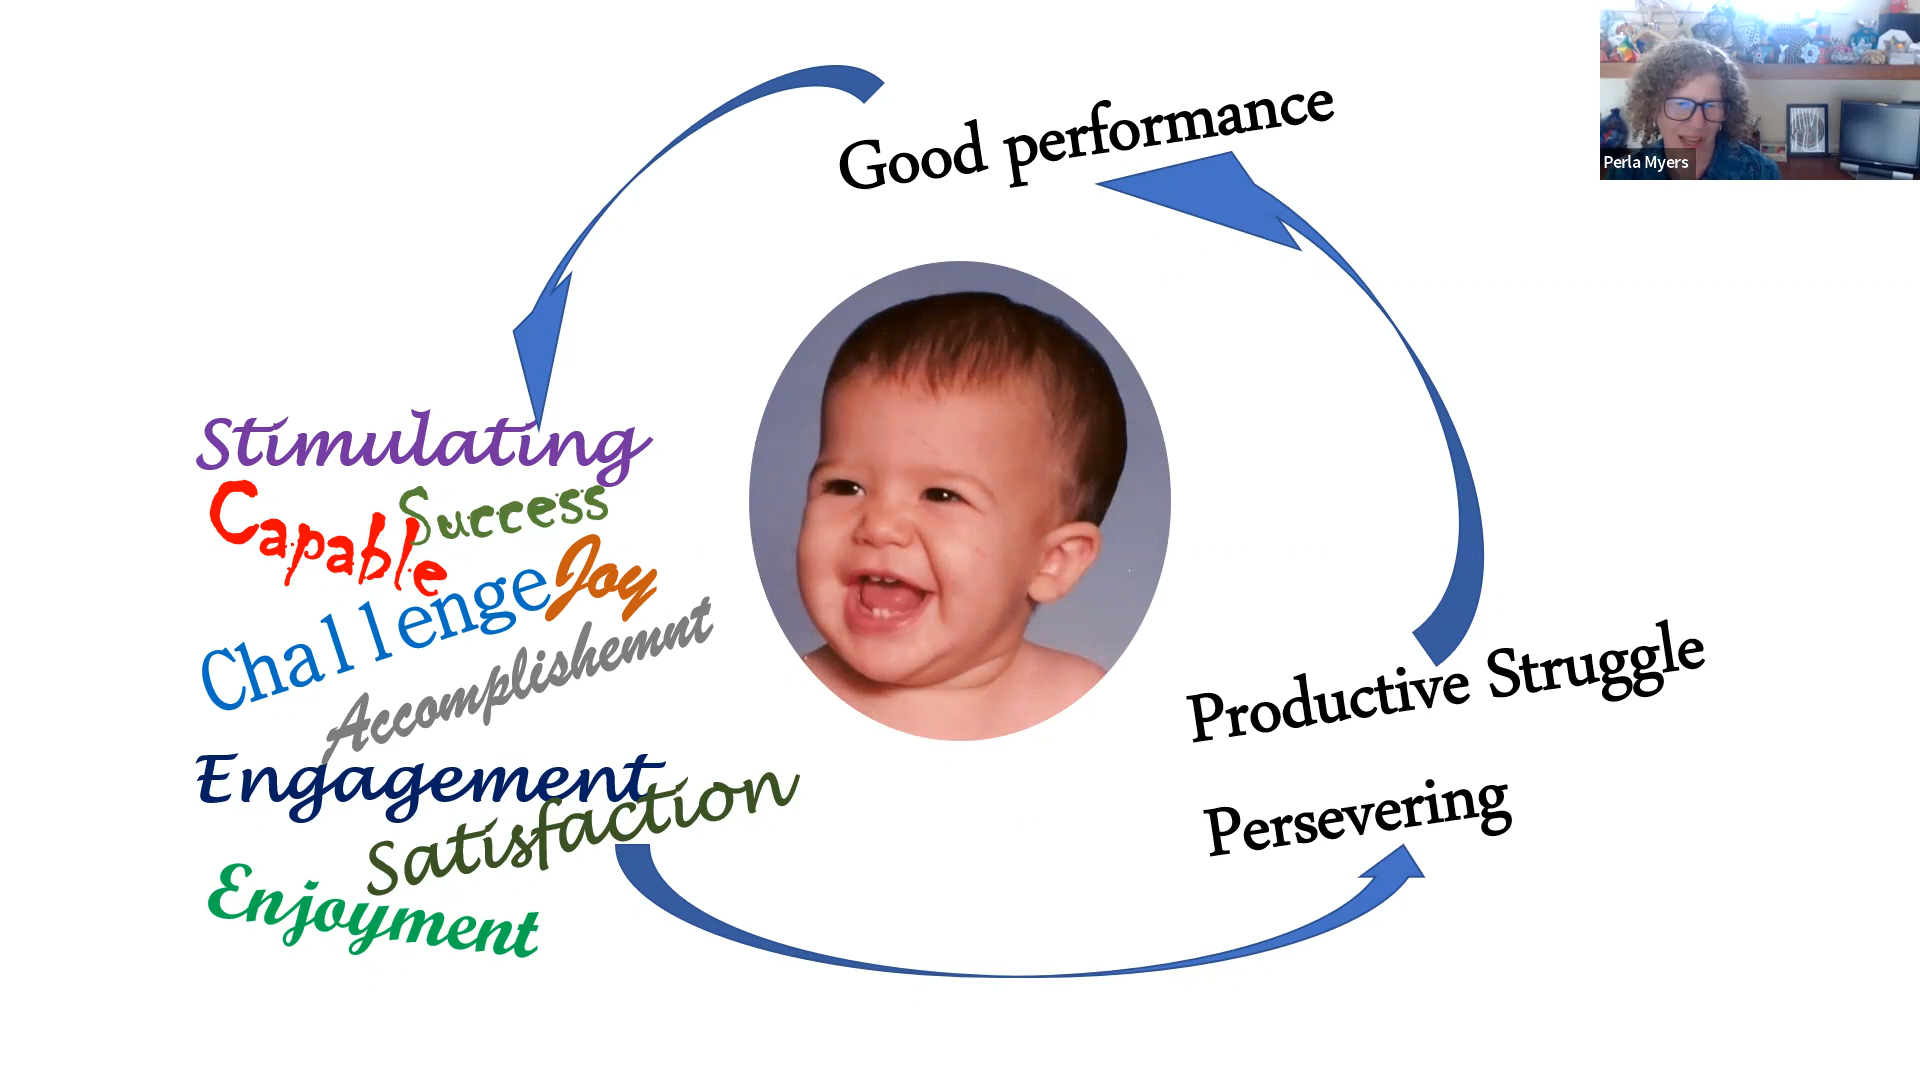 Good performance
Perla Myers
Stimulating
Capable
Success
Challenge
Joy
Accomplishemnt
Engagement
Satisfaction
Enjoyment
Productive Struggle
Persevering